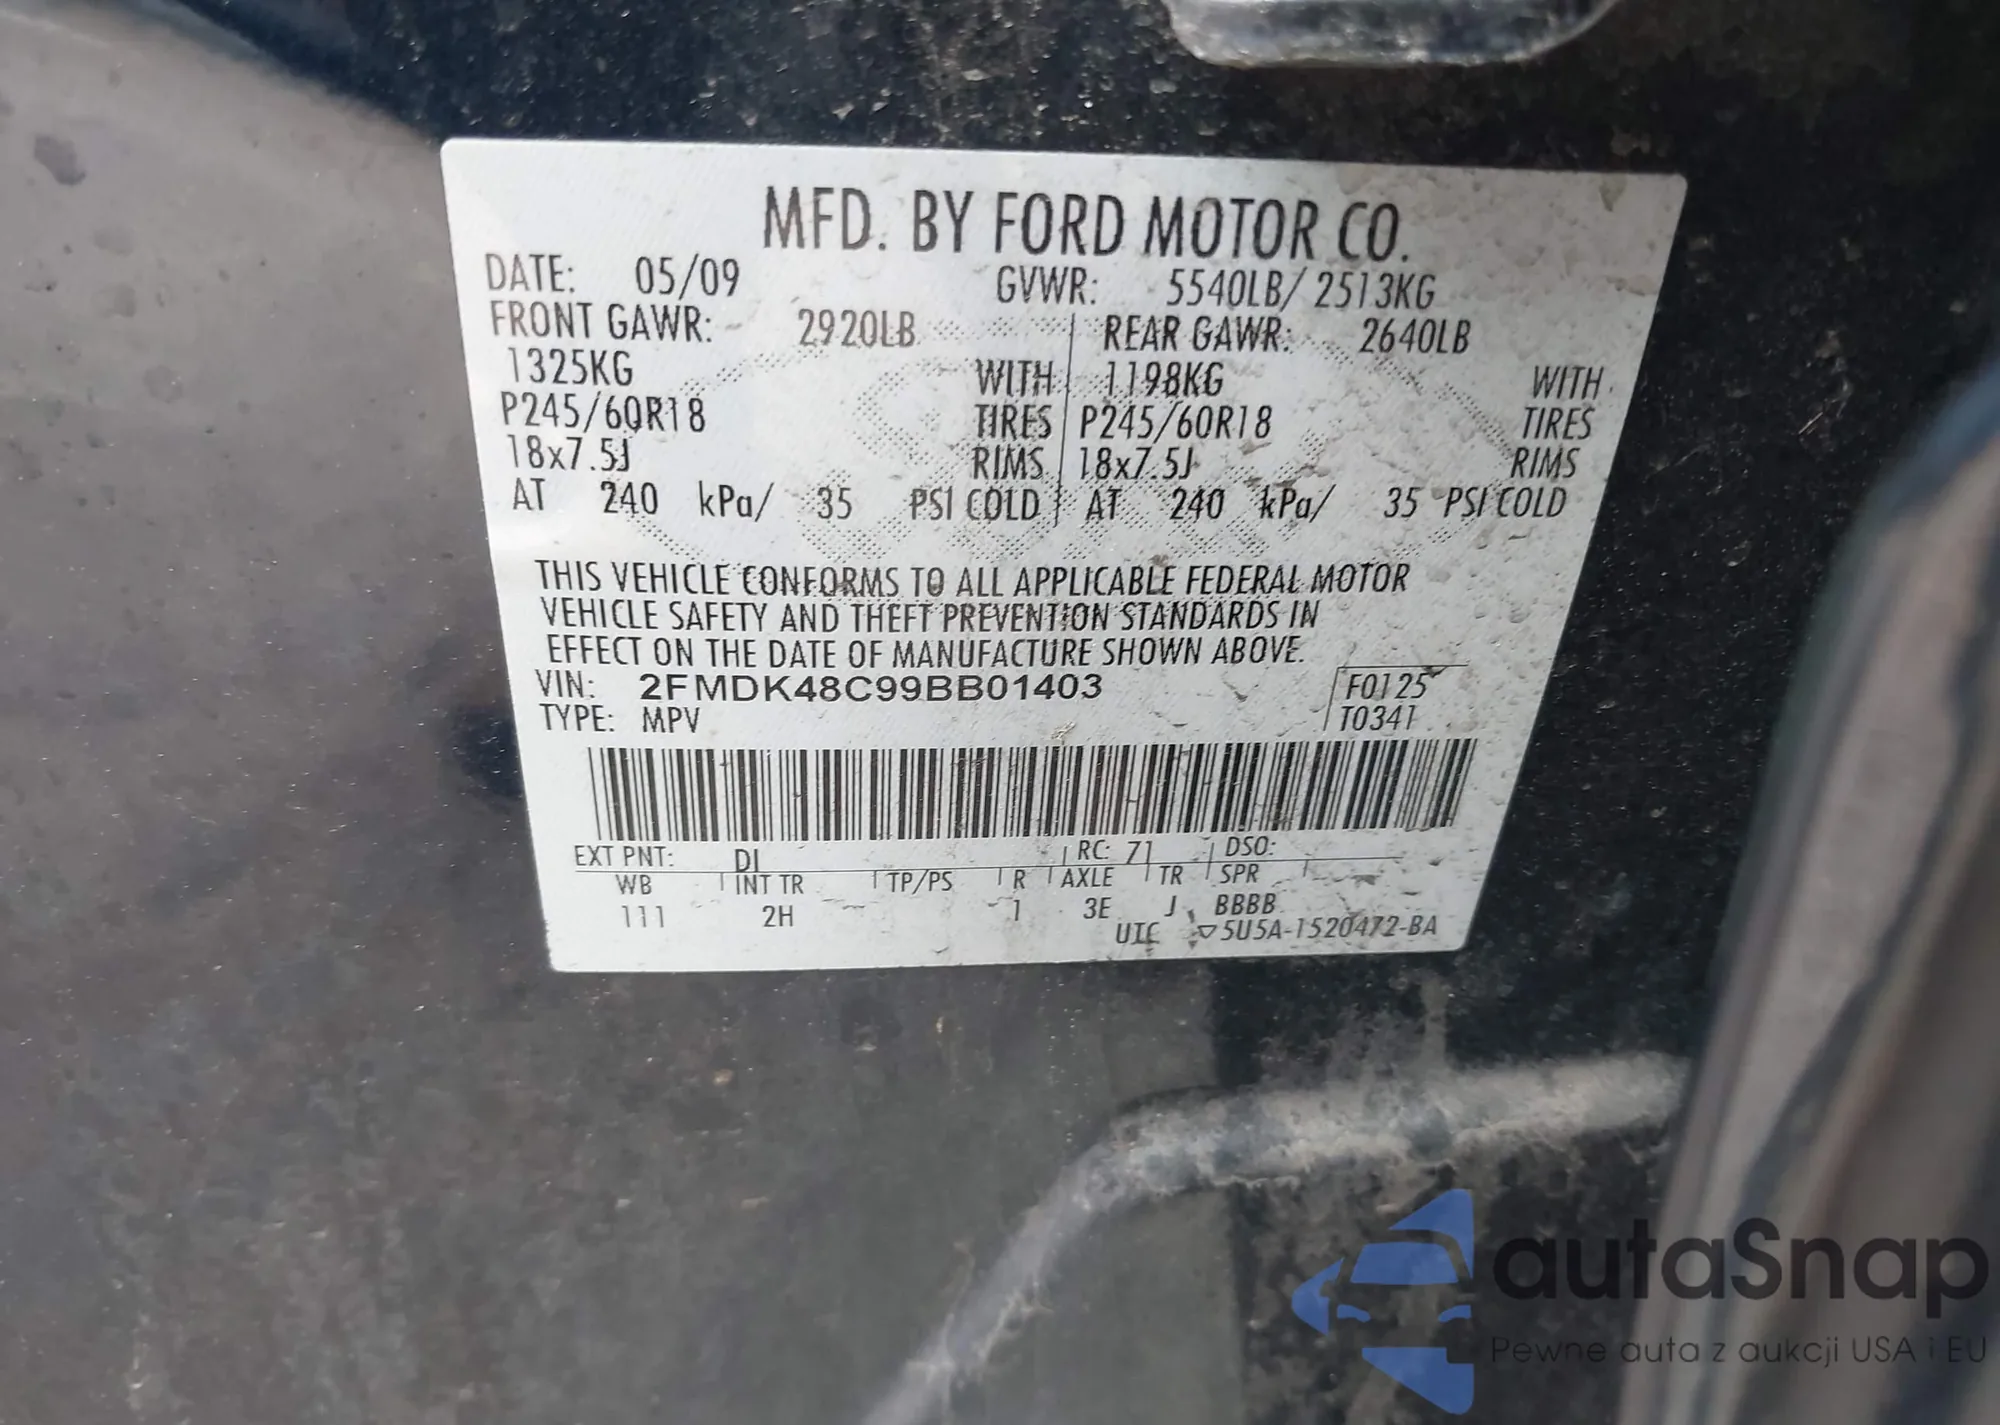 MFD. BY FORD MOTOR CO.
DATE: 05/09 GVWR: 5540LB/ 2513KG
FRONT GAWR: 2920LB REAR GAWR: 2640LB
1325KG WITH 1198KG WITH
P245/60R18 TIRES P245/60R18 TIRES
18x7.5J RIMS 18x7.5J RIMS
AT 240 kPa/ 35 PSI COLD AT 240 kPa/ 35 PSI COLD
THIS VEHICLE CONFORMS TO ALL APPLICABLE FEDERAL MOTOR
VEHICLE SAFETY AND THEFT PREVENTION STANDARDS IN
EFFECT ON THE DATE OF MANUFACTURE SHOWN ABOVE.
VIN: 2FMDK48C99BB01403 F0125
TYPE: MPV T0341
EXT PNT: DI RC: 71 DSO:
WB INT TR TP/PS R AXLE TR SPR
111 2H 1 3E J BBBB
UTC ▽5U5A-1520472-BA
autaSnap
Pewne auta z aukcji USA i EU